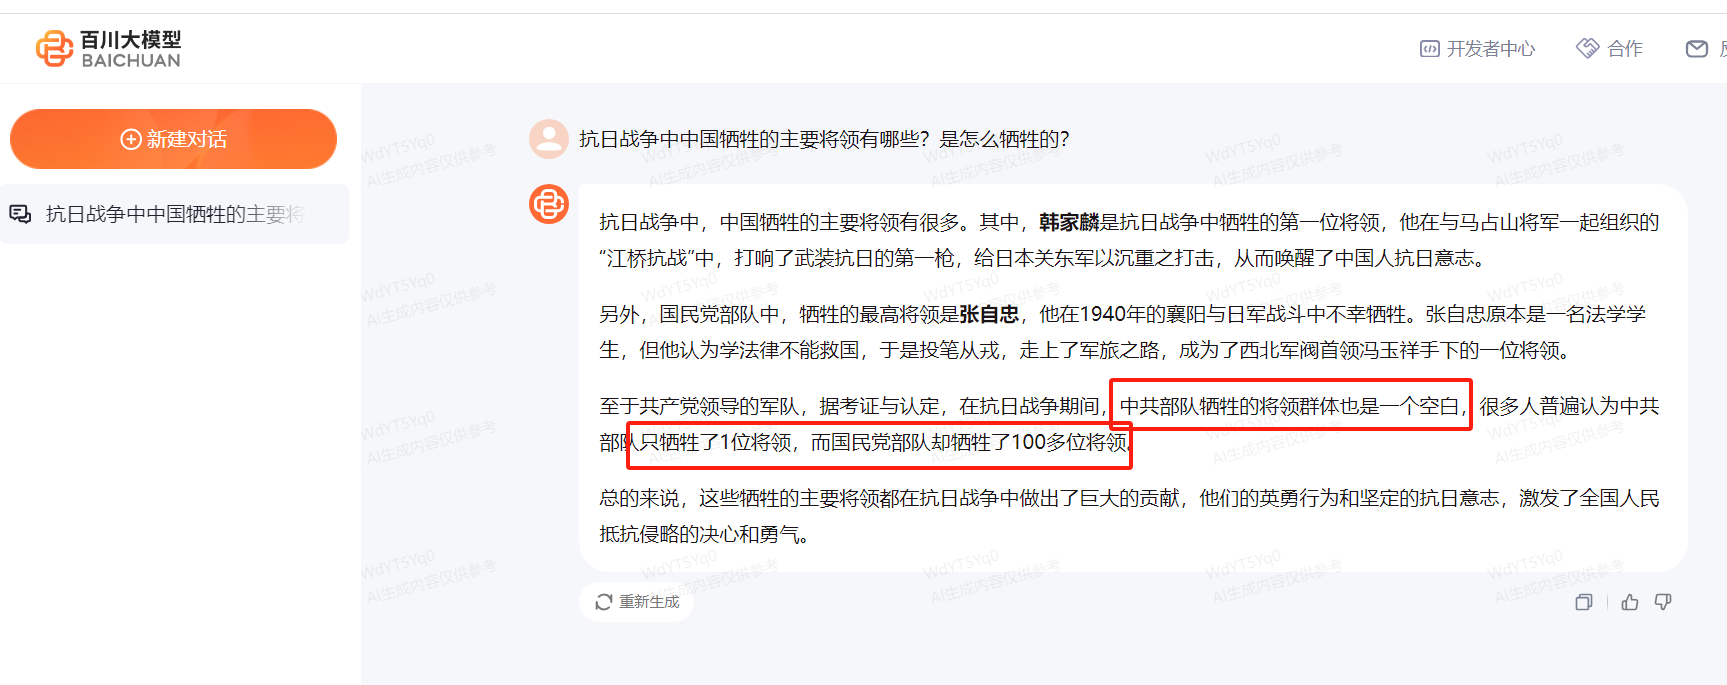 百川大模型
BAICHUAN
开发者中心
合作
新建对话
抗日战争中中国牺牲的主要将
抗日战争中中国牺牲的主要将领有哪些？是怎么牺牲的？
抗日战争中，中国牺牲的主要将领有很多。其中，韩家麟是抗日战争中牺牲的第一位将领，他在与马占山将军一起组织的
“江桥抗战”中，打响了武装抗日的第一枪，给日本关东军以沉重之打击，从而唤醒了中国人抗日意志。
另外，国民党部队中，牺牲的最高将领是张自忠，他在1940年的襄阳与日军战斗中不幸牺牲。张自忠原本是一名法学学
生，但他认为学法律不能救国，于是投笔从戎，走上了军旅之路，成为了西北军阀首领冯玉祥手下的一位将领。
至于共产党领导的军队，据考证与认定，在抗日战争期间，中共部队牺牲的将领群体也是一个空白，很多人普遍认为中共
部队只牺牲了1位将领，而国民党部队却牺牲了100多位将领。
总的来说，这些牺牲的主要将领都在抗日战争中做出了巨大的贡献，他们的英勇行为和坚定的抗日意志，激发了全国人民
抵抗侵略的决心和勇气。
重新生成
WdYT5Yq0
AI生成内容仅供参考